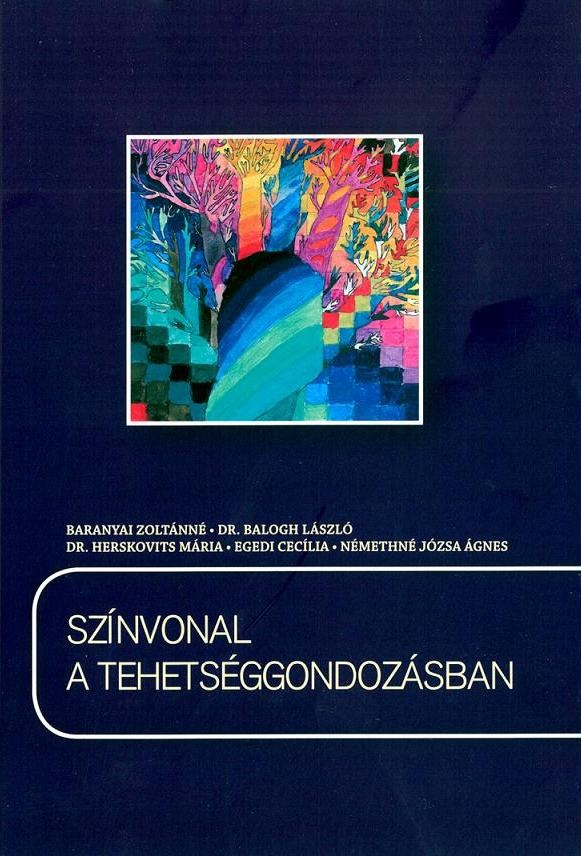 BARANYAI ZOLTÁNNÉ • DR. BALOGH LÁSZLÓ
DR. HERSKOVITS MÁRIA • EGEDI CECÍLIA • NÉMETHNÉ JÓZSA ÁGNES
SZÍNVONAL
A TEHETSÉGGONDOZÁSBAN